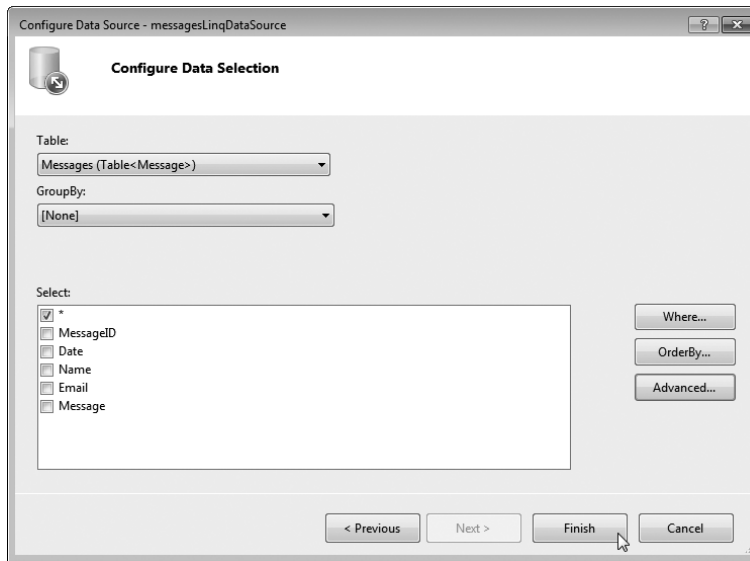 Configure Data Source - messagesLinqDataSource
?
Configure Data Selection
Table:
Messages (Table<Message>)
GroupBy:
[None]
Select:
*
MessageID
Date
Name
Email
Message
Where...
OrderBy...
Advanced...
< Previous
Next >
Finish
Cancel